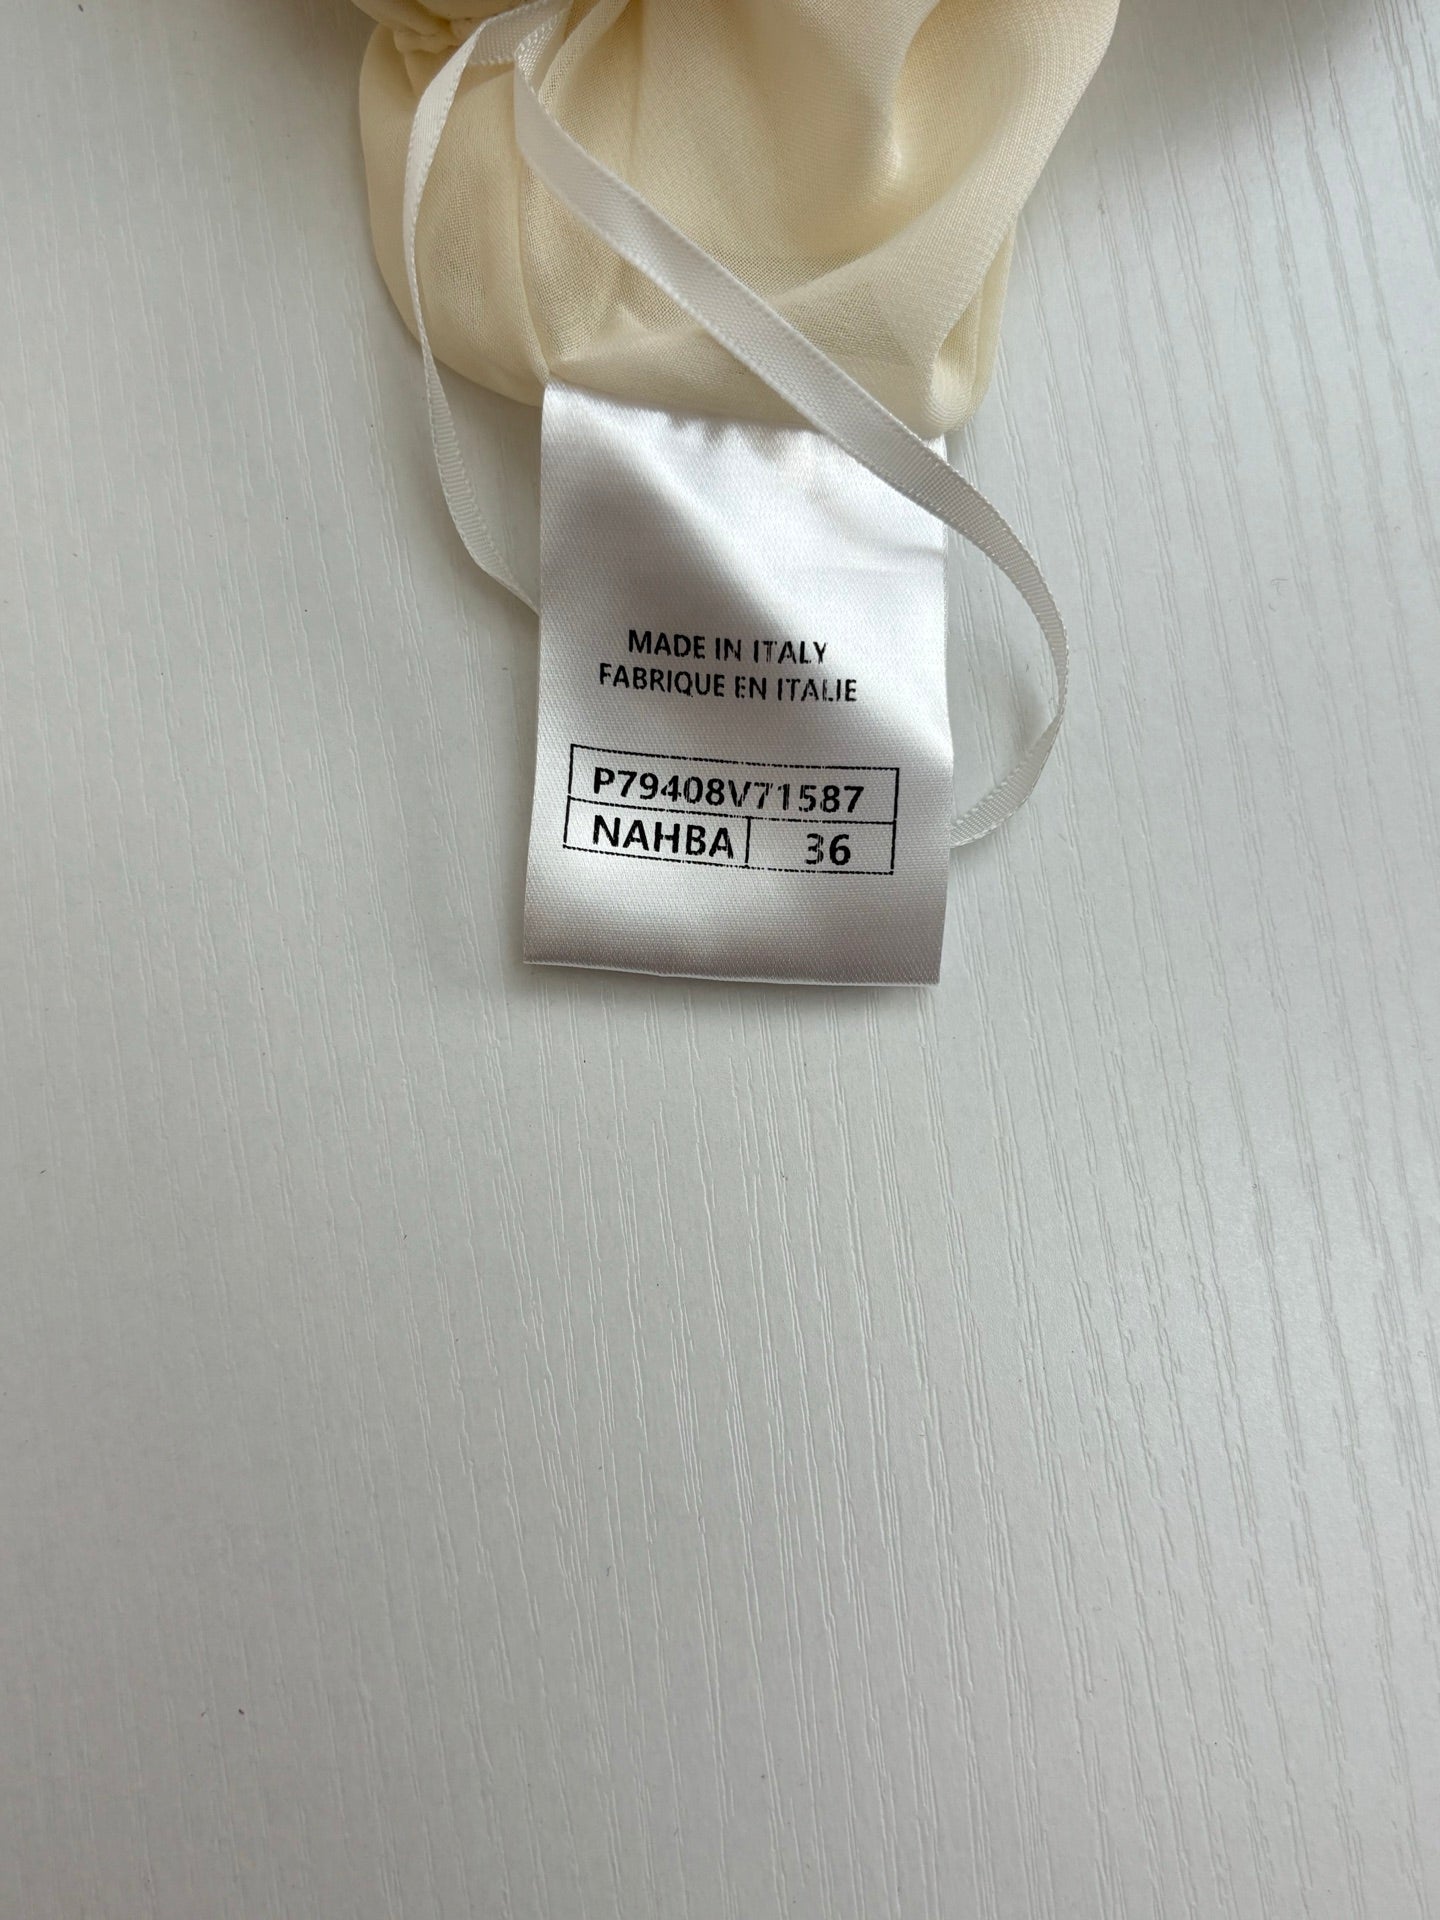 MADE IN ITALY
FABRIQUE EN ITALIE
P79408V71587
NAHBA 36